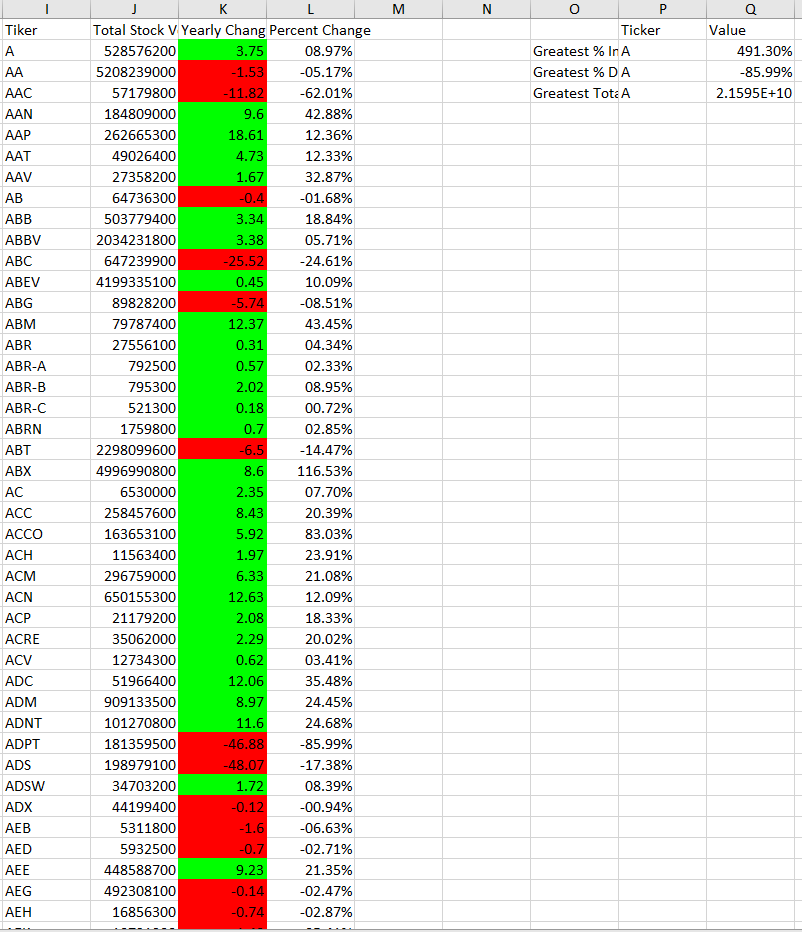 I J K L M N O P Q
Tiker Total Stock V Yearly Chang Percent Change Ticker Value
A 528576200 3.75 08.97% Greatest % In A 491.30%
AA 5208239000 -1.53 -05.17% Greatest % D A -85.99%
AAC 57179800 -11.82 -62.01% Greatest Tota A 2.1595E+10
AAN 184809000 9.6 42.88%
AAP 262665300 18.61 12.36%
AAT 49026400 4.73 12.33%
AAV 27358200 1.67 32.87%
AB 64736300 -0.4 -01.68%
ABB 503779400 3.34 18.84%
ABBV 2034231800 3.38 05.71%
ABC 647239900 -25.52 -24.61%
ABEV 4199335100 0.45 10.09%
ABG 89828200 -5.74 -08.51%
ABM 79787400 12.37 43.45%
ABR 27556100 0.31 04.34%
ABR-A 792500 0.57 02.33%
ABR-B 795300 2.02 08.95%
ABR-C 521300 0.18 00.72%
ABRN 1759800 0.7 02.85%
ABT 2298099600 -6.5 -14.47%
ABX 4996990800 8.6 116.53%
AC 6530000 2.35 07.70%
ACC 258457600 8.43 20.39%
ACCO 163653100 5.92 83.03%
ACH 11563400 1.97 23.91%
ACM 296759000 6.33 21.08%
ACN 650155300 12.63 12.09%
ACP 21179200 2.08 18.33%
ACRE 35062000 2.29 20.02%
ACV 12734300 0.62 03.41%
ADC 51966400 12.06 35.48%
ADM 909133500 8.97 24.45%
ADNT 101270800 11.6 24.68%
ADPT 181359500 -46.88 -85.99%
ADS 198979100 -48.07 -17.38%
ADSW 34703200 1.72 08.39%
ADX 44199400 -0.12 -00.94%
AEB 5311800 -1.6 -06.63%
AED 5932500 -0.7 -02.71%
AEE 448588700 9.23 21.35%
AEG 492308100 -0.14 -02.47%
AEH 16856300 -0.74 -02.87%